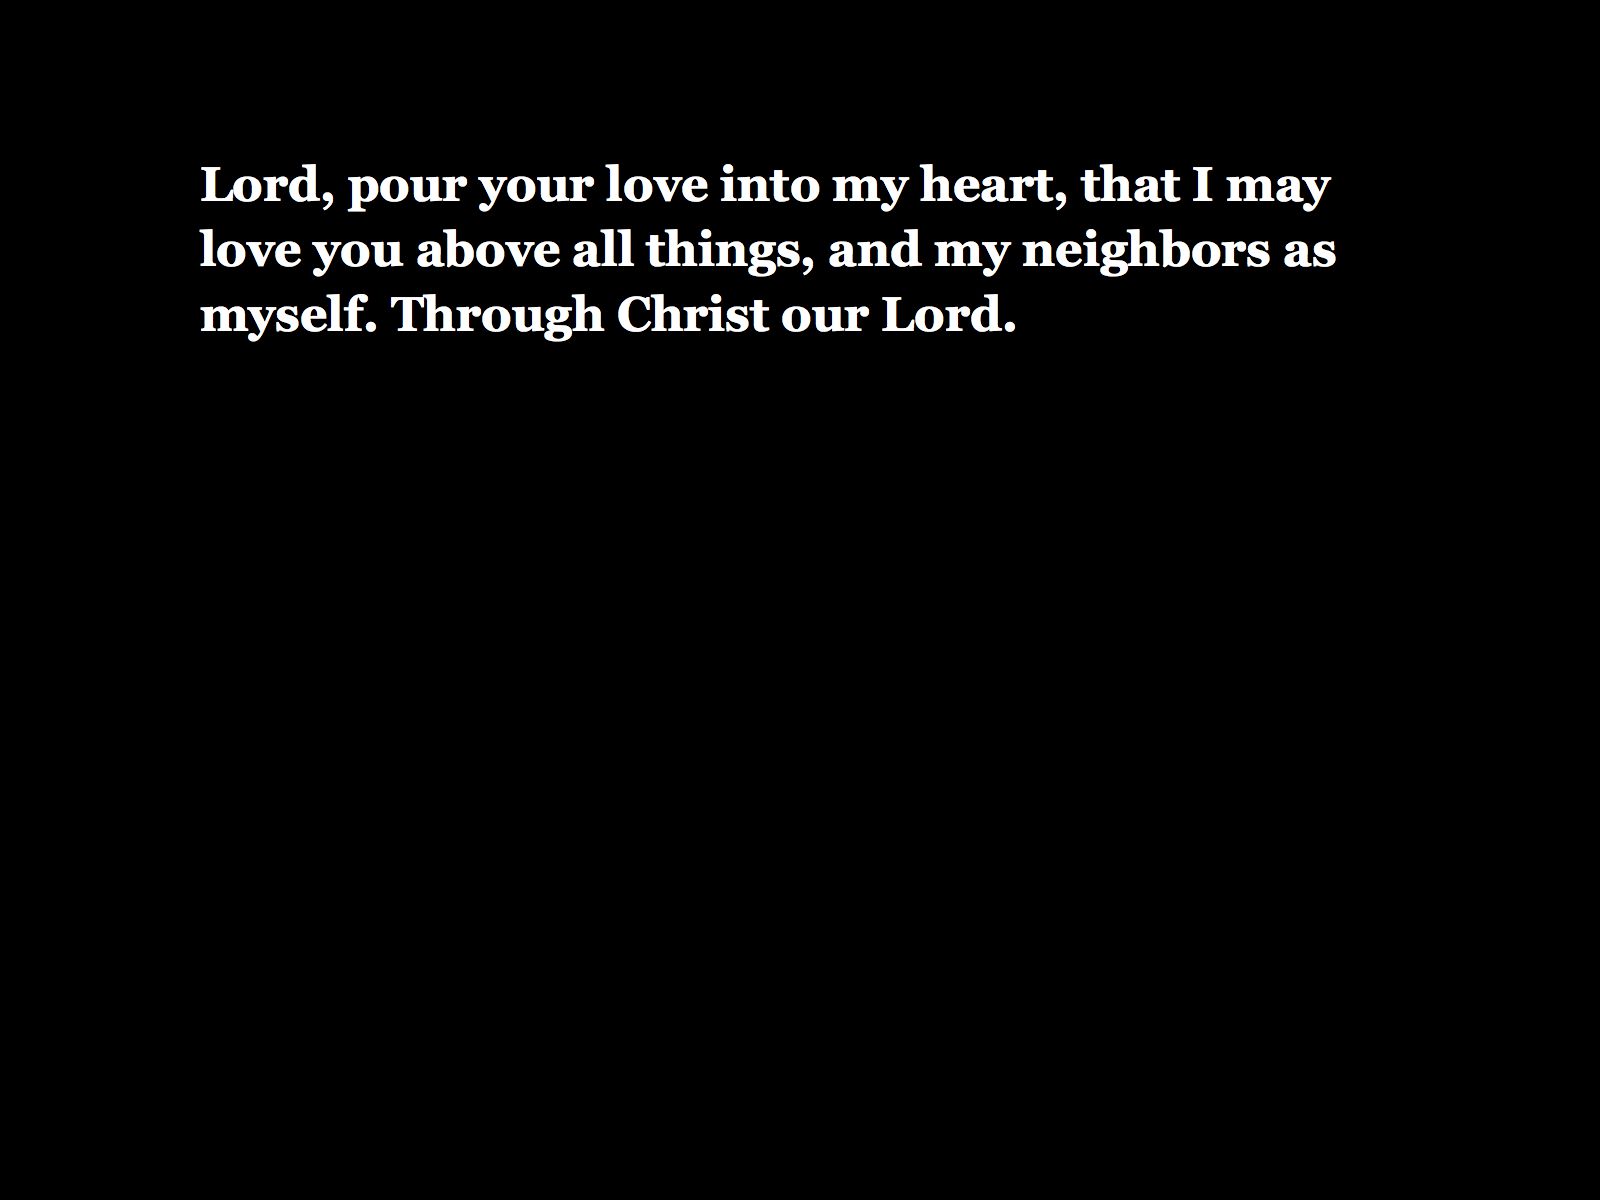 Lord, pour your love into my heart, that I may
love you above all things, and my neighbors as
myself. Through Christ our Lord.